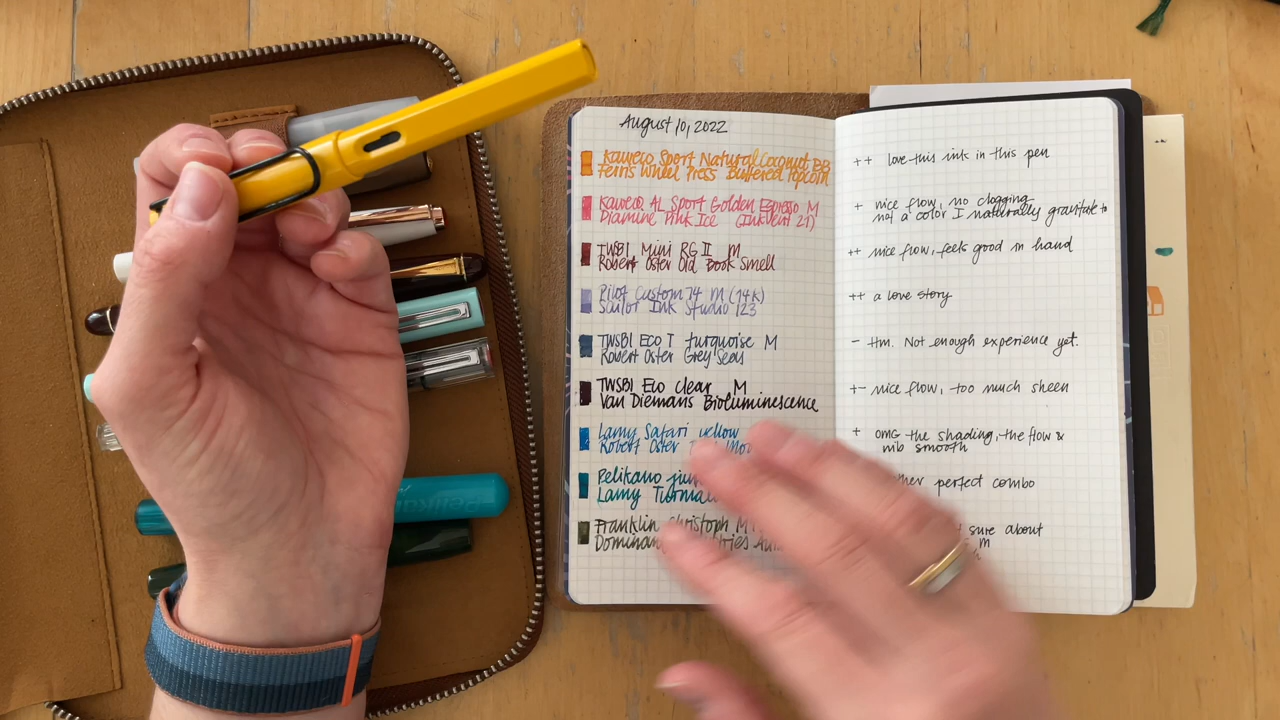 August 10, 2022
Kaweco Sport Natural Coconut BB
Ferris Wheel Press Buttered Popcorn
++ love this ink in this pen
Kaweco AL Sport Golden Espresso M
Diamine Pink Ice (Inkvent 21)
+ nice flow, no clogging
not a color I naturally gravitate to
TWBI Mini RG II M
Robert Oster Old Book Smell
++ nice flow, feels good in hand
Pilot Custom 74 M (14k)
Sailor Ink Studio 123
++ a love story
TWSBI ECO T turquoise M
Robert Oster Grey Seas
- Hm. Not enough experience yet.
TWSBI Eco clear M
Van Diemans Bioluminescence
+- nice flow, too much sheen
Lamy Safari yellow
Robert Oster
+ OMG the shading, the flow &
nib smooth
Pelikano
Lamy
perfect combo
Franklin Christoph M
sure about
m
Pelikan